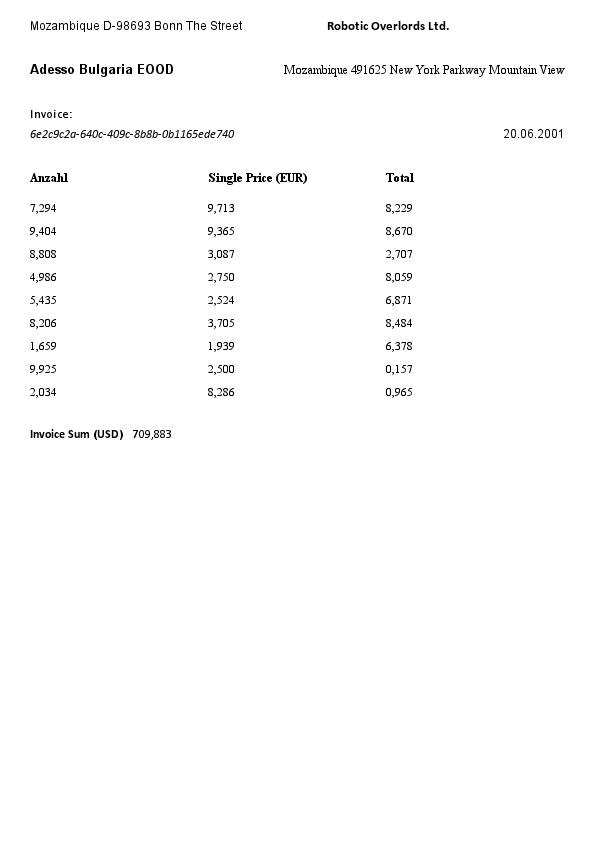 Mozambique D-98693 Bonn The Street Robotic Overlords Ltd.
Adesso Bulgaria EOOD Mozambique 491625 New York Parkway Mountain View
Invoice:
6e2c9c2a-640c-409c-8b8b-0b1165ede740 20.06.2001
Anzahl Single Price (EUR) Total
7,294 9,713 8,229
9,404 9,365 8,670
8,808 3,087 2,707
4,986 2,750 8,059
5,435 2,524 6,871
8,206 3,705 8,484
1,659 1,939 6,378
9,925 2,500 0,157
2,034 8,286 0,965
Invoice Sum (USD) 709,883